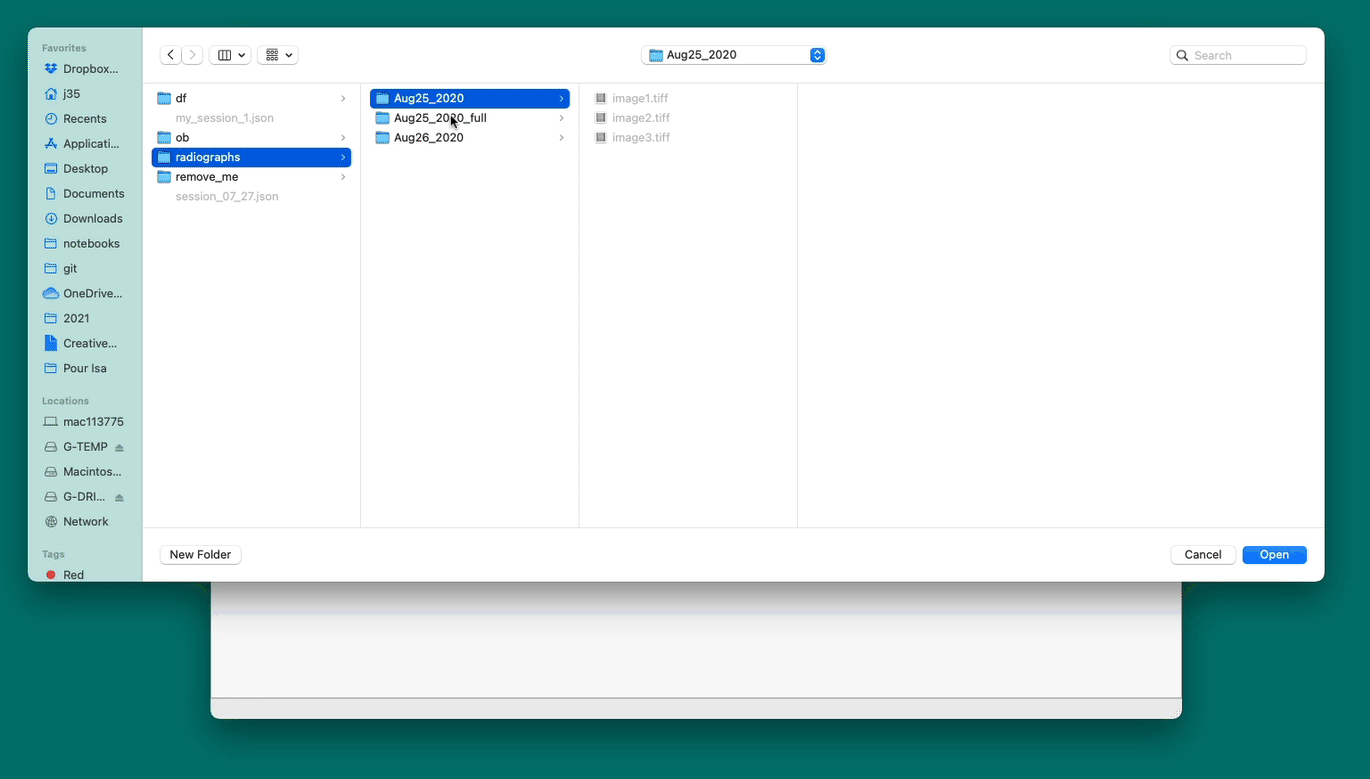 Favorites
Dropbox...
j35
Recents
Applicati...
Desktop
Documents
Downloads
notebooks
git
OneDrive...
2021
Creative...
Pour Isa
Locations
mac113775
G-TEMP
Macintos...
G-DRI...
Network
Tags
Red
Aug25_2020
Search
df
my_session_1.json
ob
radiographs
remove_me
session_07_27.json
Aug25_2020
Aug25_2020_full
Aug26_2020
image1.tiff
image2.tiff
image3.tiff
New Folder
Cancel
Open